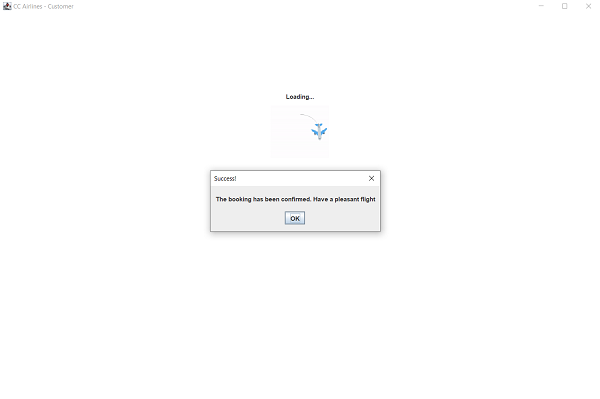 CC Airlines - Customer
Loading...
Success!
The booking has been confirmed. Have a pleasant flight
OK